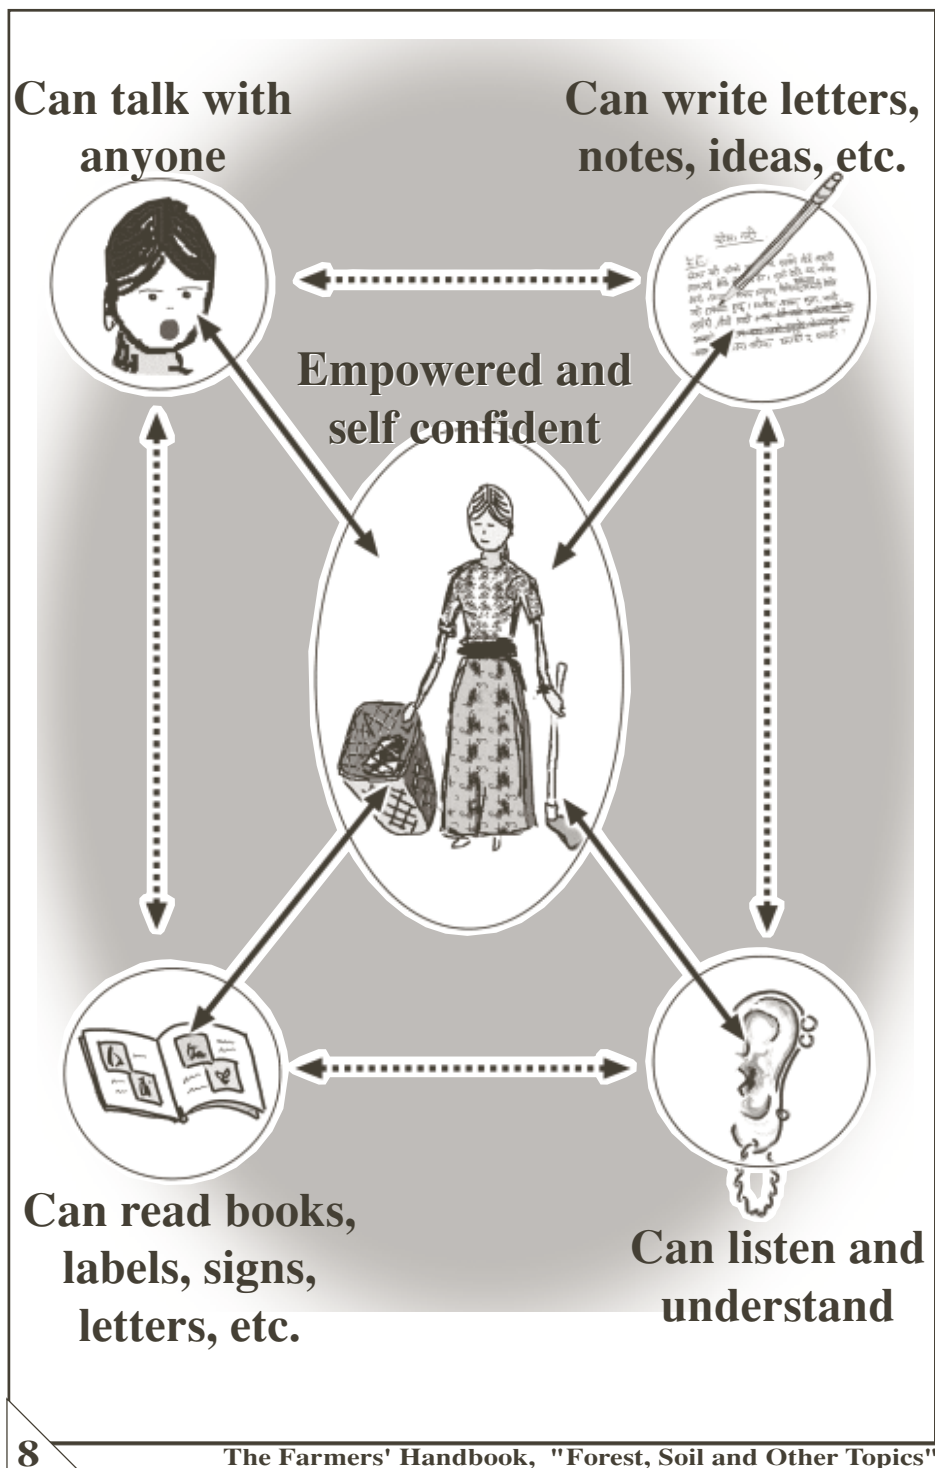 Can talk with
anyone
Can write letters,
notes, ideas, etc.
Empowered and
self confident
Can read books,
labels, signs,
letters, etc.
Can listen and
understand
8
The Farmers' Handbook, "Forest, Soil and Other Topics"